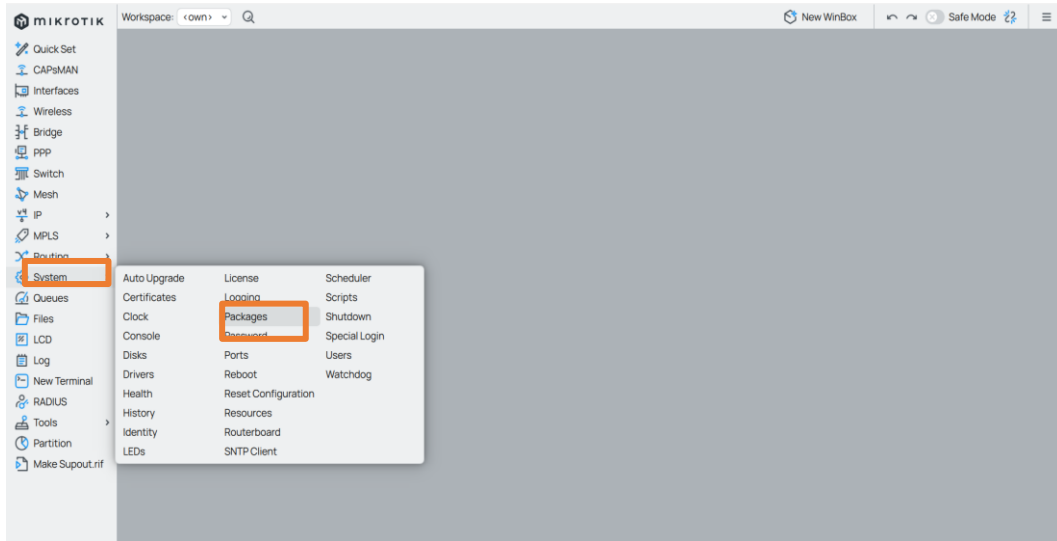 mikrotik
Workspace: <own>
New WinBox
Safe Mode
Quick Set
CAPsMAN
Interfaces
Wireless
Bridge
PPP
Switch
Mesh
IP
MPLS
Routing
System
Queues
Files
LCD
Log
New Terminal
RADIUS
Tools
Partition
Make Supout.rif
Auto Upgrade
Certificates
Clock
Console
Disks
Drivers
Health
History
Identity
LEDs
License
Logging
Packages
Password
Ports
Reboot
Reset Configuration
Resources
Routerboard
SNTP Client
Scheduler
Scripts
Shutdown
Special Login
Users
Watchdog